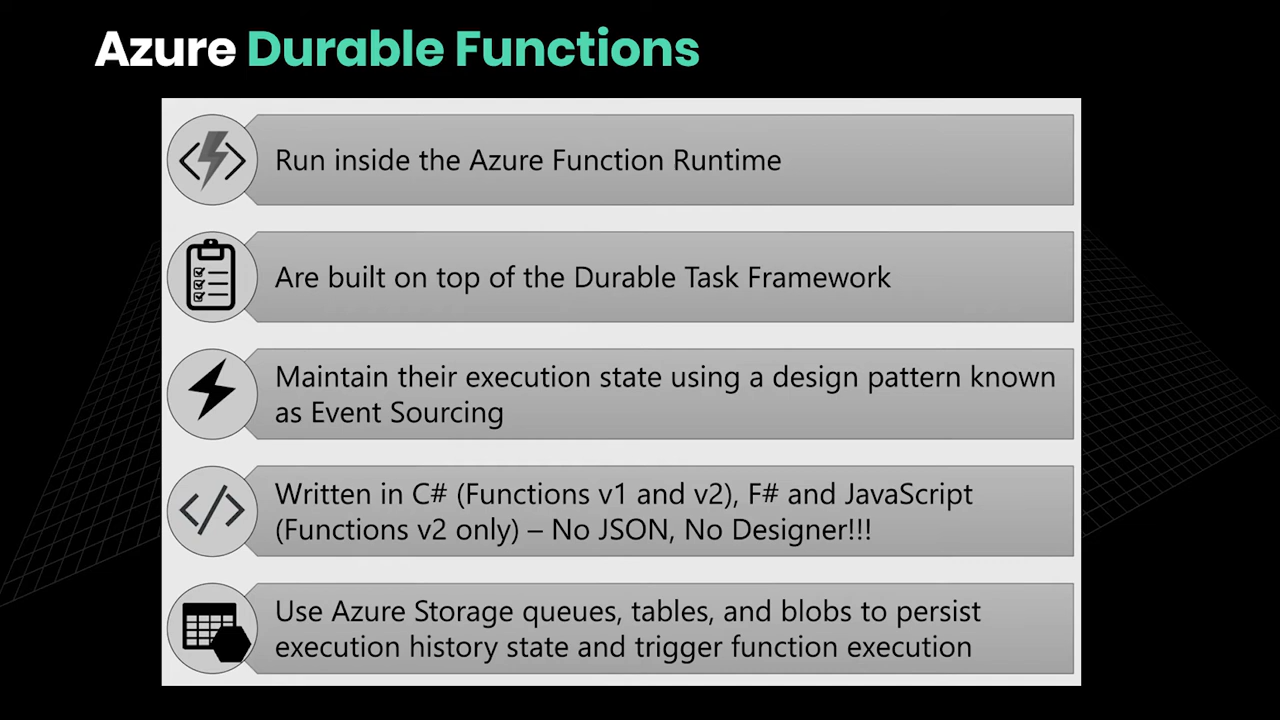 Azure Durable Functions
Run inside the Azure Function Runtime
Are built on top of the Durable Task Framework
Maintain their execution state using a design pattern known
as Event Sourcing
Written in C# (Functions v1 and v2), F# and JavaScript
(Functions v2 only) – No JSON, No Designer!!!
Use Azure Storage queues, tables, and blobs to persist
execution history state and trigger function execution